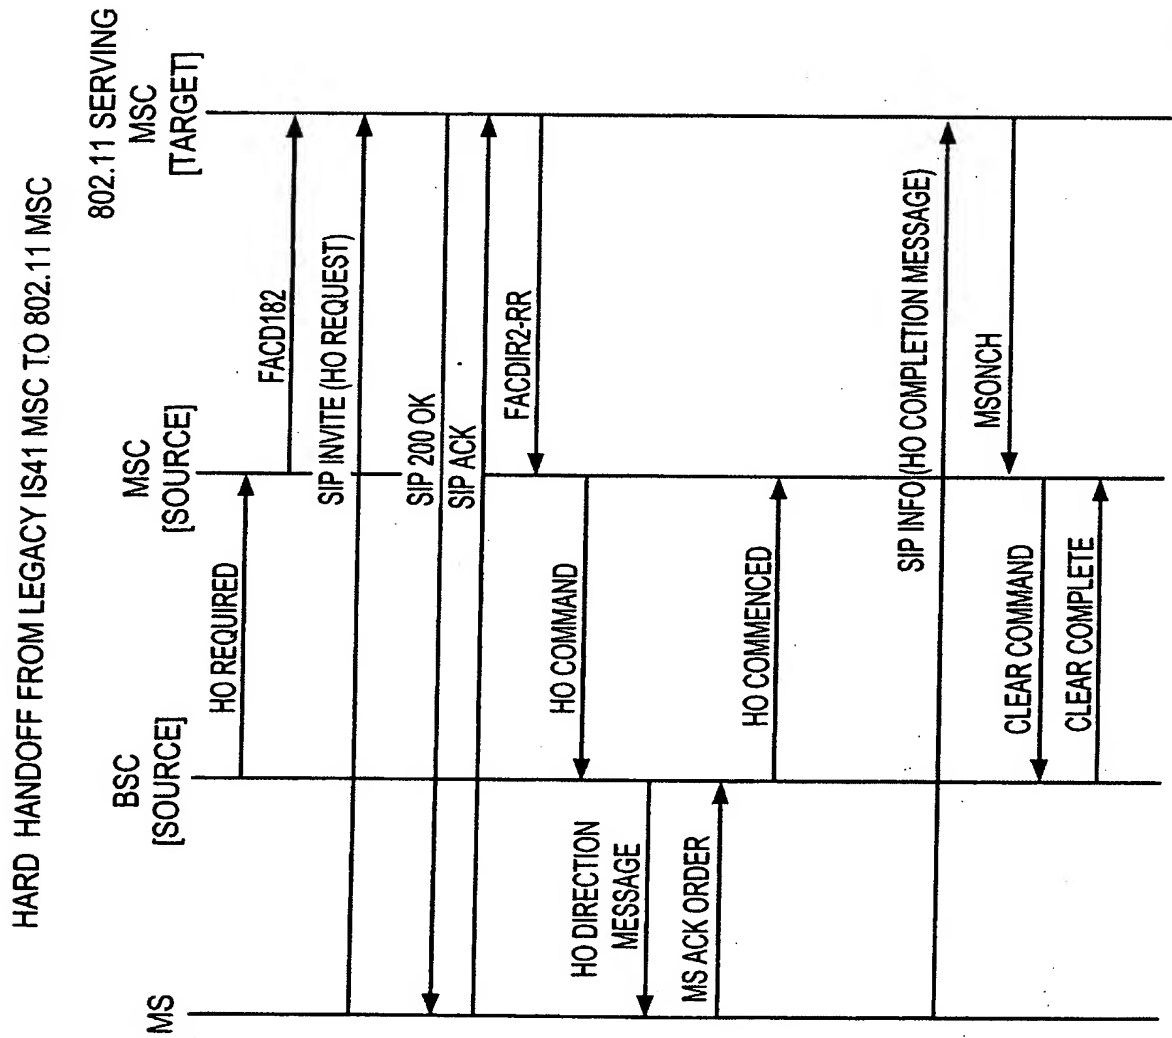 HARD HANDOFF FROM LEGACY IS41 MSC TO 802.11 MSC
MS
BSC
[SOURCE]
MSC
[SOURCE]
802.11 SERVING
MSC
[TARGET]
HO REQUIRED
FACD182
SIP INVITE (HO REQUEST)
SIP 200 OK
SIP ACK
FACDIR2-RR
HO COMMAND
HO DIRECTION
MESSAGE
MS ACK ORDER
HO COMMENCED
SIP INFO (HO COMPLETION MESSAGE)
MSONCH
CLEAR COMMAND
CLEAR COMPLETE